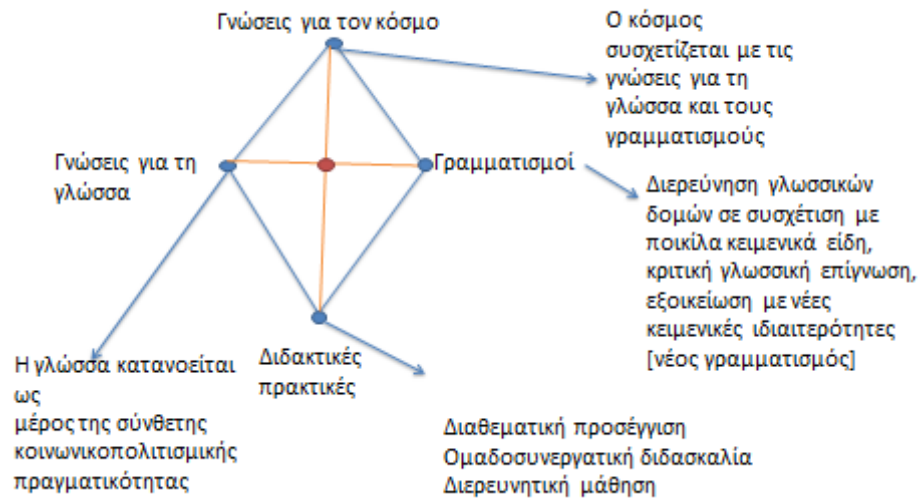 Γνώσεις για τον κόσμο
Ο κόσμος
συσχετίζεται με τις
γνώσεις για τη
γλώσσα και τους
γραμματισμούς
Γνώσεις για τη
γλώσσα
Γραμματισμοί
Διερεύνηση γλωσσικών
δομών σε συσχέτιση με
ποικίλα κειμενικά είδη,
κριτική γλωσσική επίγνωση,
εξοικείωση με νέες
κειμενικές ιδιαιτερότητες
[νέος γραμματισμός]
Η γλώσσα κατανοείται
ως
μέρος της σύνθετης
κοινωνικοπολιτισμικής
πραγματικότητας
Διδακτικές
πρακτικές
Διαθεματική προσέγγιση
Ομαδοσυνεργατική διδασκαλία
Διερευνητική μάθηση